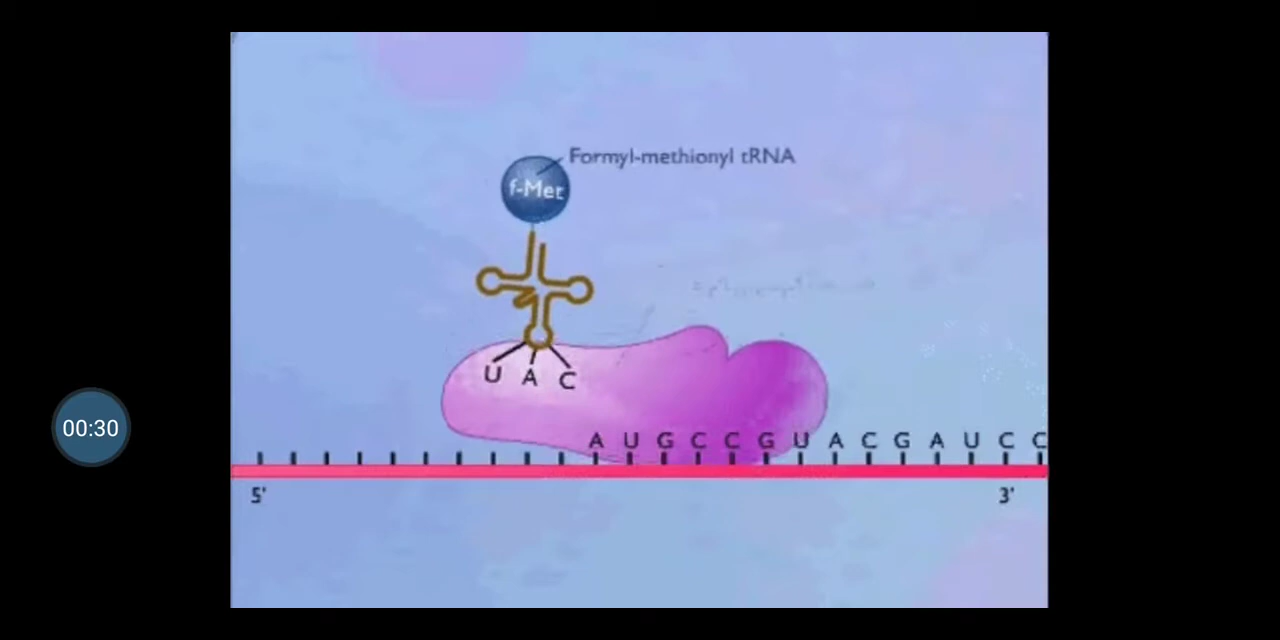 Formyl-methionyl tRNA
f-Met
U A C
00:30
A U G C C G U A C G A U C C
5' 3'